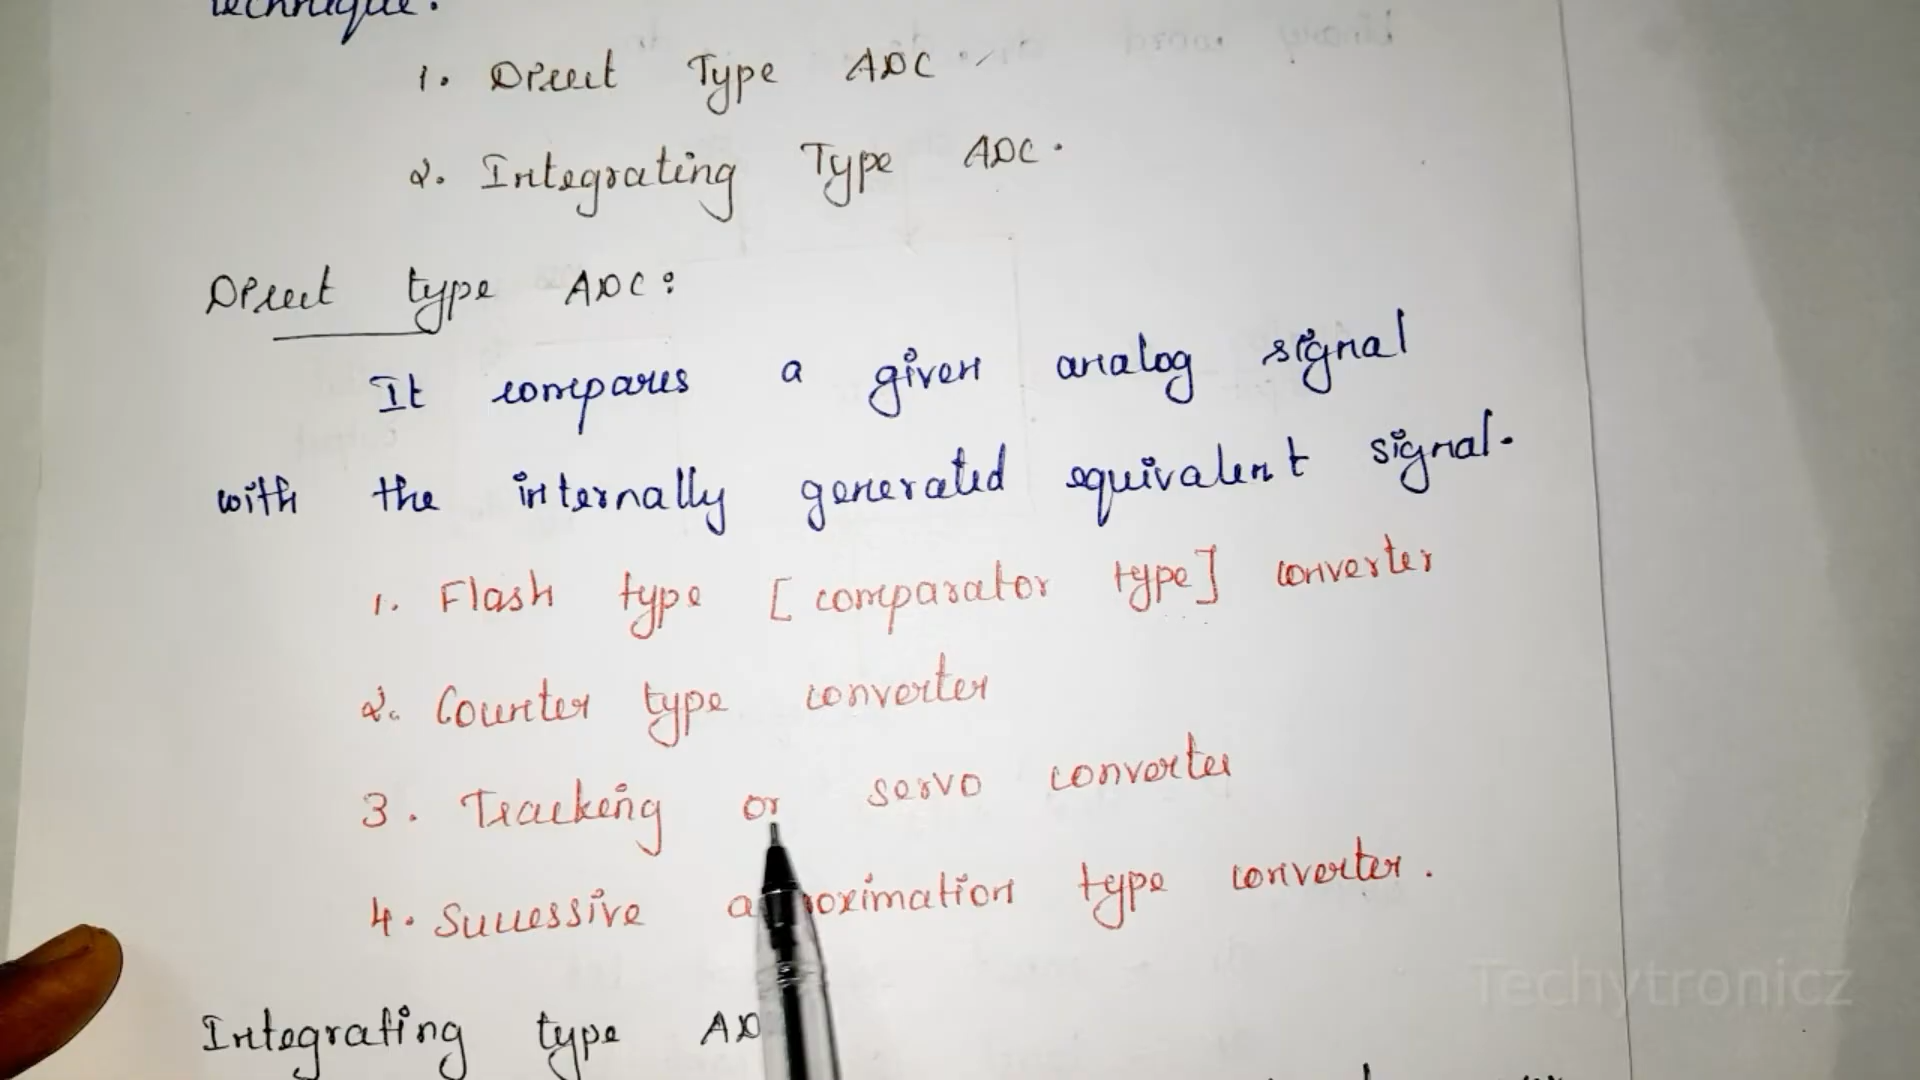 technique.
1. Direct Type ADC
2. Integrating Type ADC.
Direct type ADC:
It compares a given analog signal
with the internally generated equivalent signal.
1. Flash type [comparator type] converter
2. Counter type converter
3. Tracking or servo converter
4. Successive approximation type converter.
Techytronicz
Integrating type AD